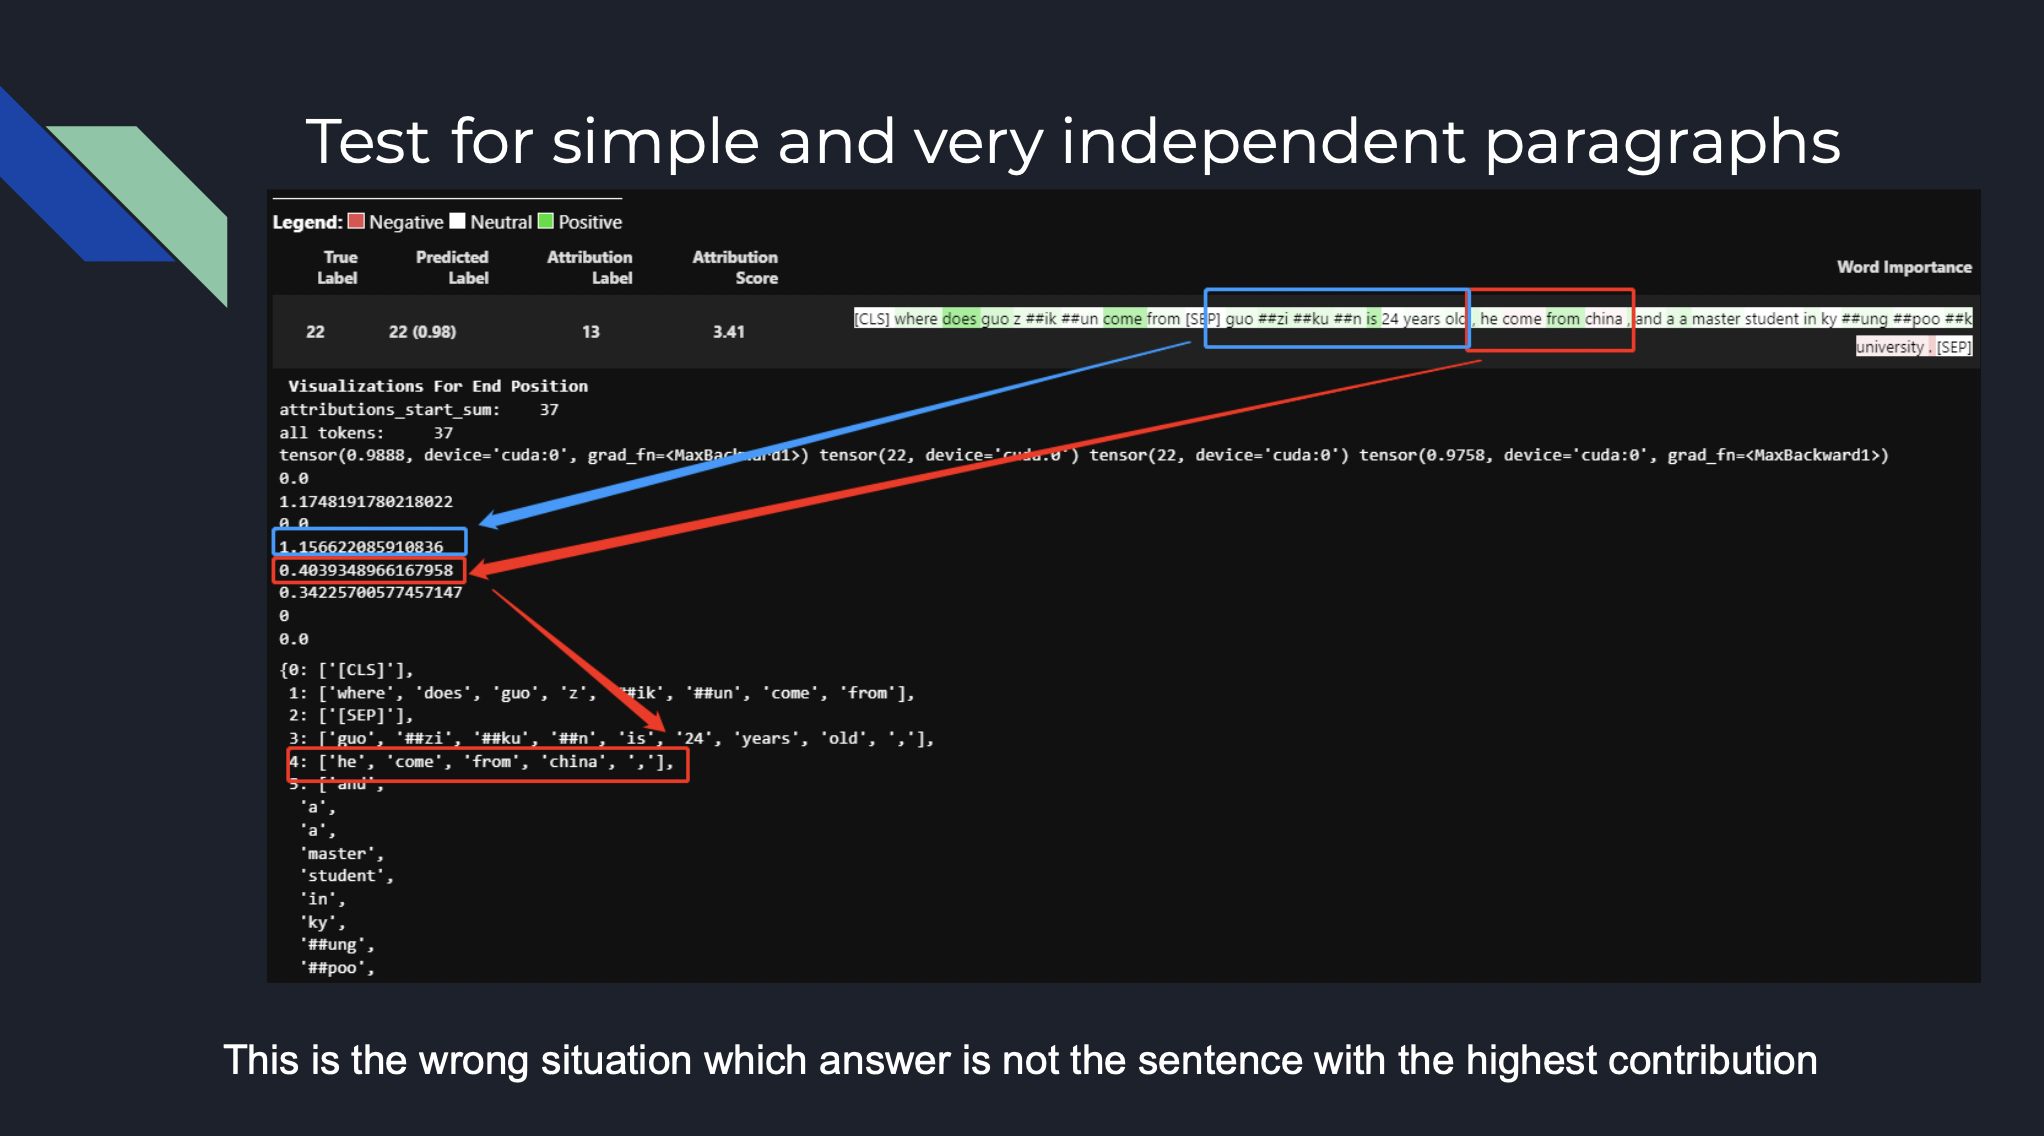 Test for simple and very independent paragraphs
Legend: Negative Neutral Positive
True Label Predicted Label Attribution Label Attribution Score Word Importance
22 22 (0.98) 13 3.41 [CLS] where does guo z ##ik ##un come from [SEP] guo ##zi ##ku ##n is 24 years old , he come from china , and a a master student in ky ##ung ##poo ##k
university . [SEP]
Visualizations For End Position
attributions_start_sum: 37
all tokens: 37
tensor(0.9888, device='cuda:0', grad_fn=<MaxBackward1>) tensor(22, device='cuda:0') tensor(22, device='cuda:0') tensor(0.9758, device='cuda:0', grad_fn=<MaxBackward1>)
0.0
1.1748191780218022
0.0
1.156622085910836
0.4039348966167958
0.34225700577457147
0
0.0
{0: ['[CLS]'],
1: ['where', 'does', 'guo', 'z', '##ik', '##un', 'come', 'from'],
2: ['[SEP]'],
3: ['guo', '##zi', '##ku', '##n', 'is', '24', 'years', 'old', ','],
4: ['he', 'come', 'from', 'china', ','],
5: ['and',
'a',
'a',
'master',
'student',
'in',
'ky',
'##ung',
'##poo',
This is the wrong situation which answer is not the sentence with the highest contribution